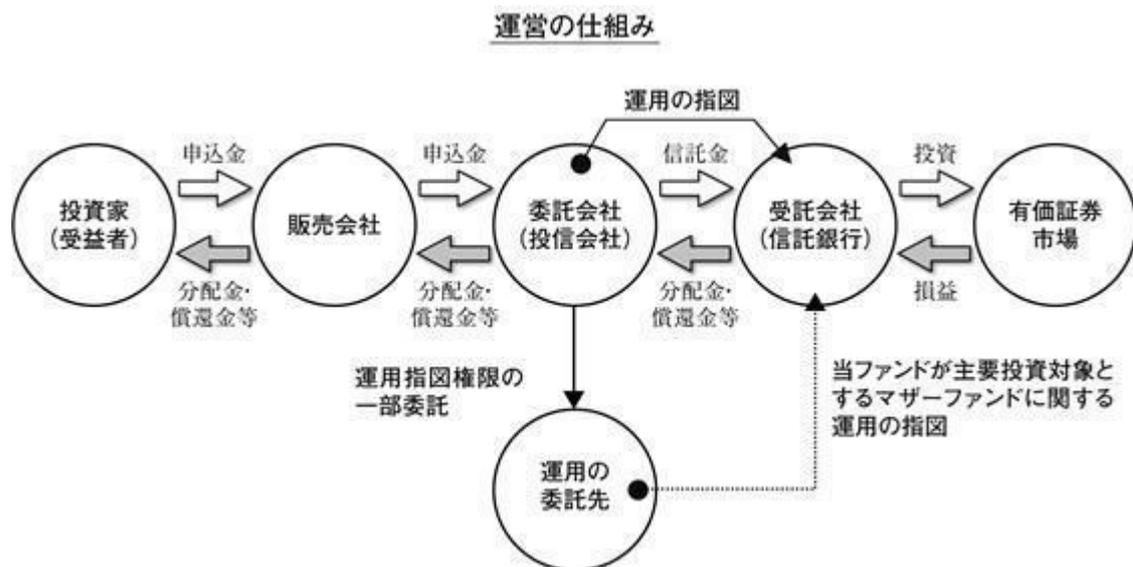 運営の仕組み
運用の指図
申込金
申込金
信託金
投資
投資家
(受益者)
販売会社
委託会社
(投信会社)
受託会社
(信託銀行)
有価証券
市場
分配金・
償還金等
分配金・
償還金等
分配金・
償還金等
損益
運用指図権限の
一部委託
当ファンドが主要投資対象と
するマザーファンドに関する
運用の指図
運用の
委託先